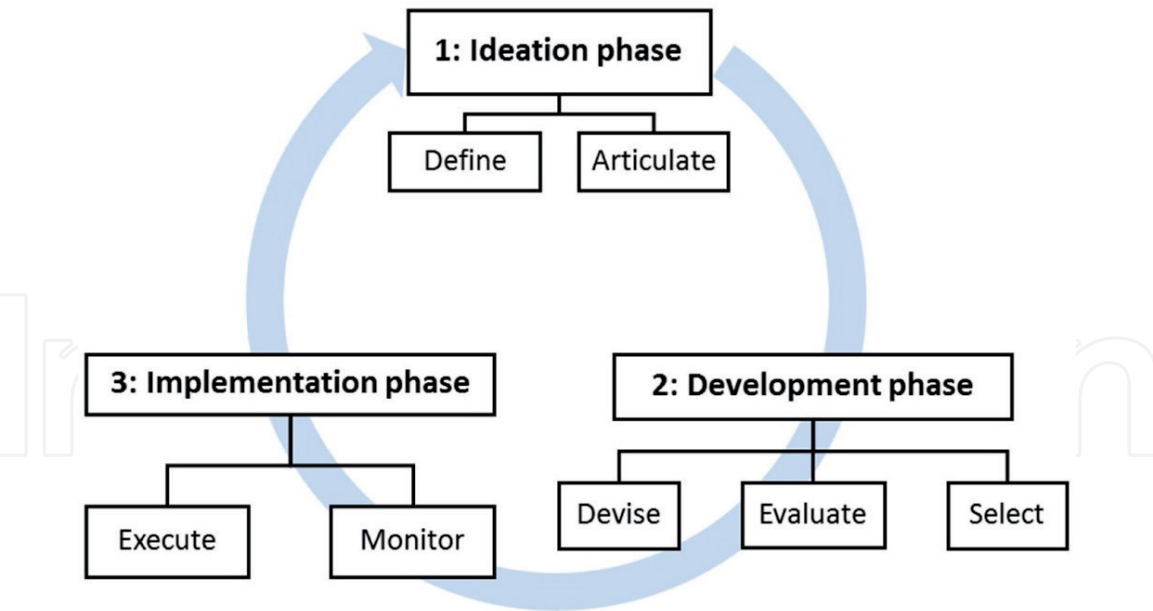 1: Ideation phase
Define
Articulate
3: Implementation phase
2: Development phase
Execute
Monitor
Devise
Evaluate
Select